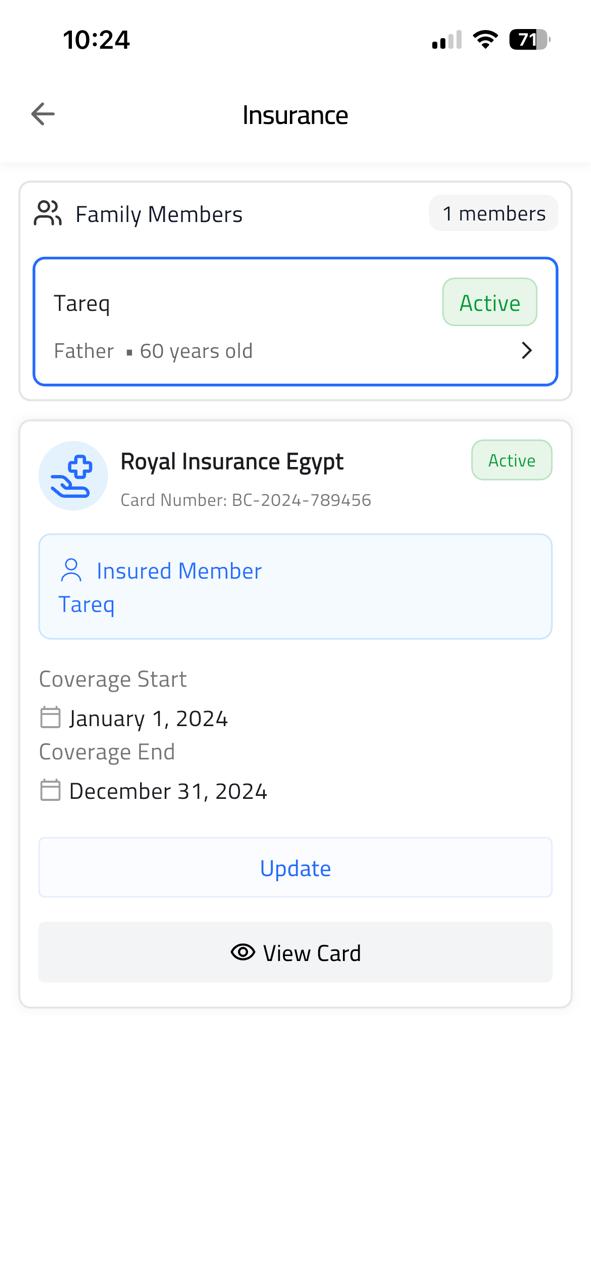 10:24
71
Insurance
Family Members
1 members
Tareq
Active
Father ▪ 60 years old
Royal Insurance Egypt
Active
Card Number: BC-2024-789456
Insured Member
Tareq
Coverage Start
January 1, 2024
Coverage End
December 31, 2024
Update
View Card